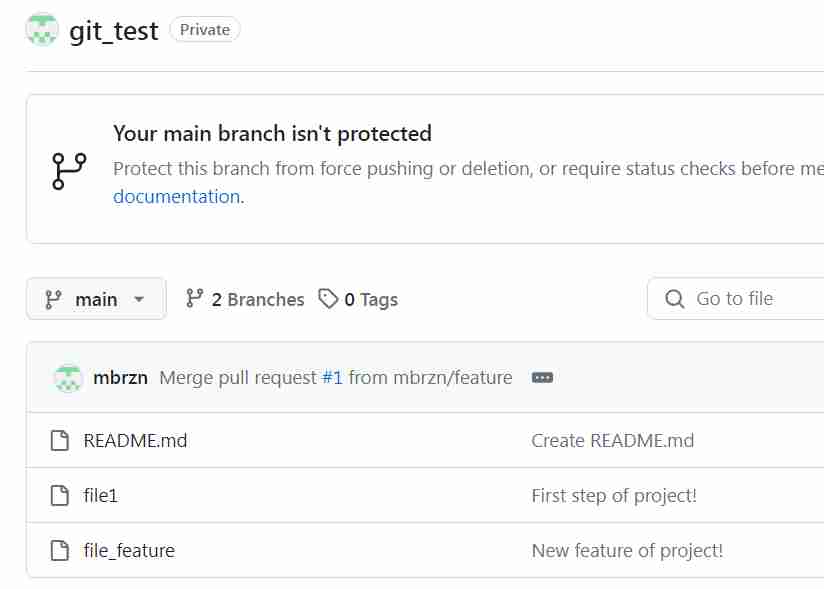 git_test Private
Your main branch isn't protected
Protect this branch from force pushing or deletion, or require status checks before
documentation.
main 2 Branches 0 Tags Go to file
mbrzn Merge pull request #1 from mbrzn/feature
README.md Create README.md
file1 First step of project!
file_feature New feature of project!